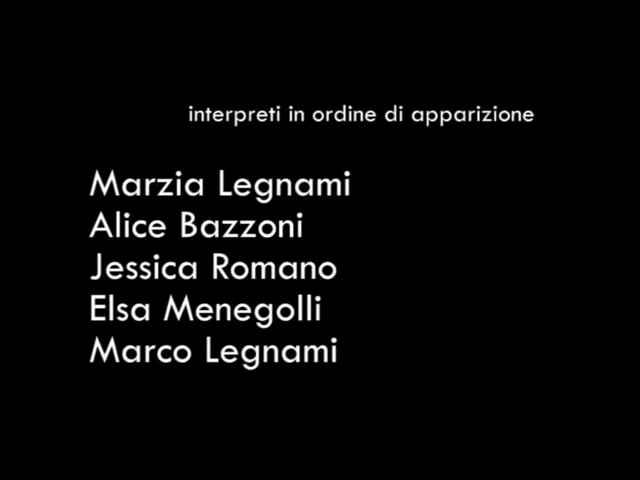 interpreti in ordine di apparizione
Marzia Legnami
Alice Bazzoni
Jessica Romano
Elsa Menegolli
Marco Legnami